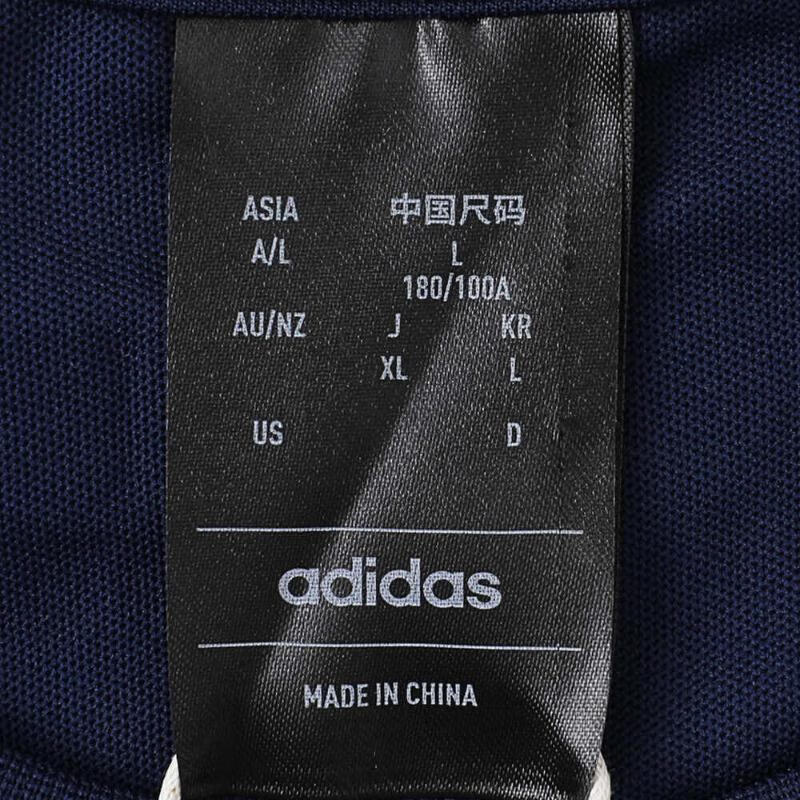 ASIA 中国尺码
A/L L
180/100A
AU/NZ J KR
XL L
US D
adidas
MADE IN CHINA